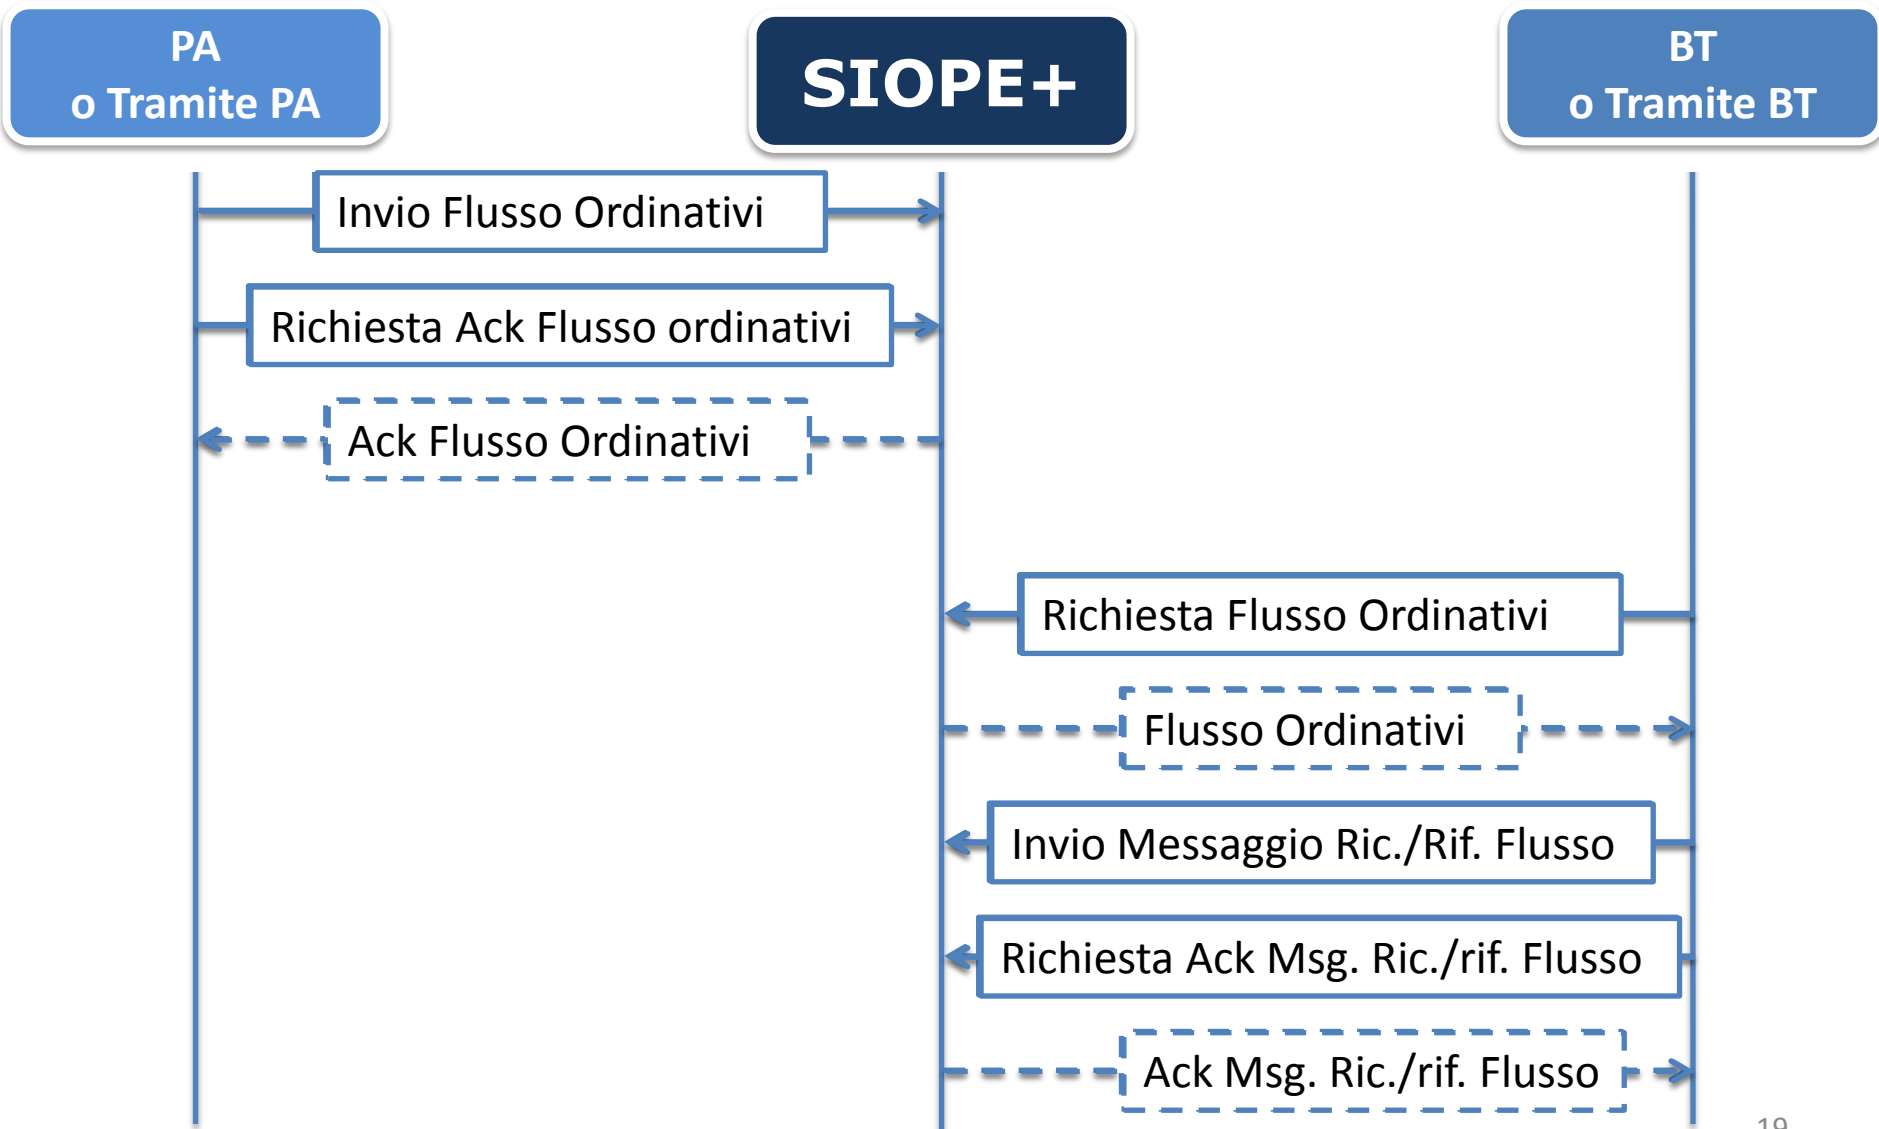 PA
o Tramite PA
SIOPE+
BT
o Tramite BT
Invio Flusso Ordinativi
Richiesta Ack Flusso ordinativi
Ack Flusso Ordinativi
Richiesta Flusso Ordinativi
Flusso Ordinativi
Invio Messaggio Ric./Rif. Flusso
Richiesta Ack Msg. Ric./rif. Flusso
Ack Msg. Ric./rif. Flusso
19